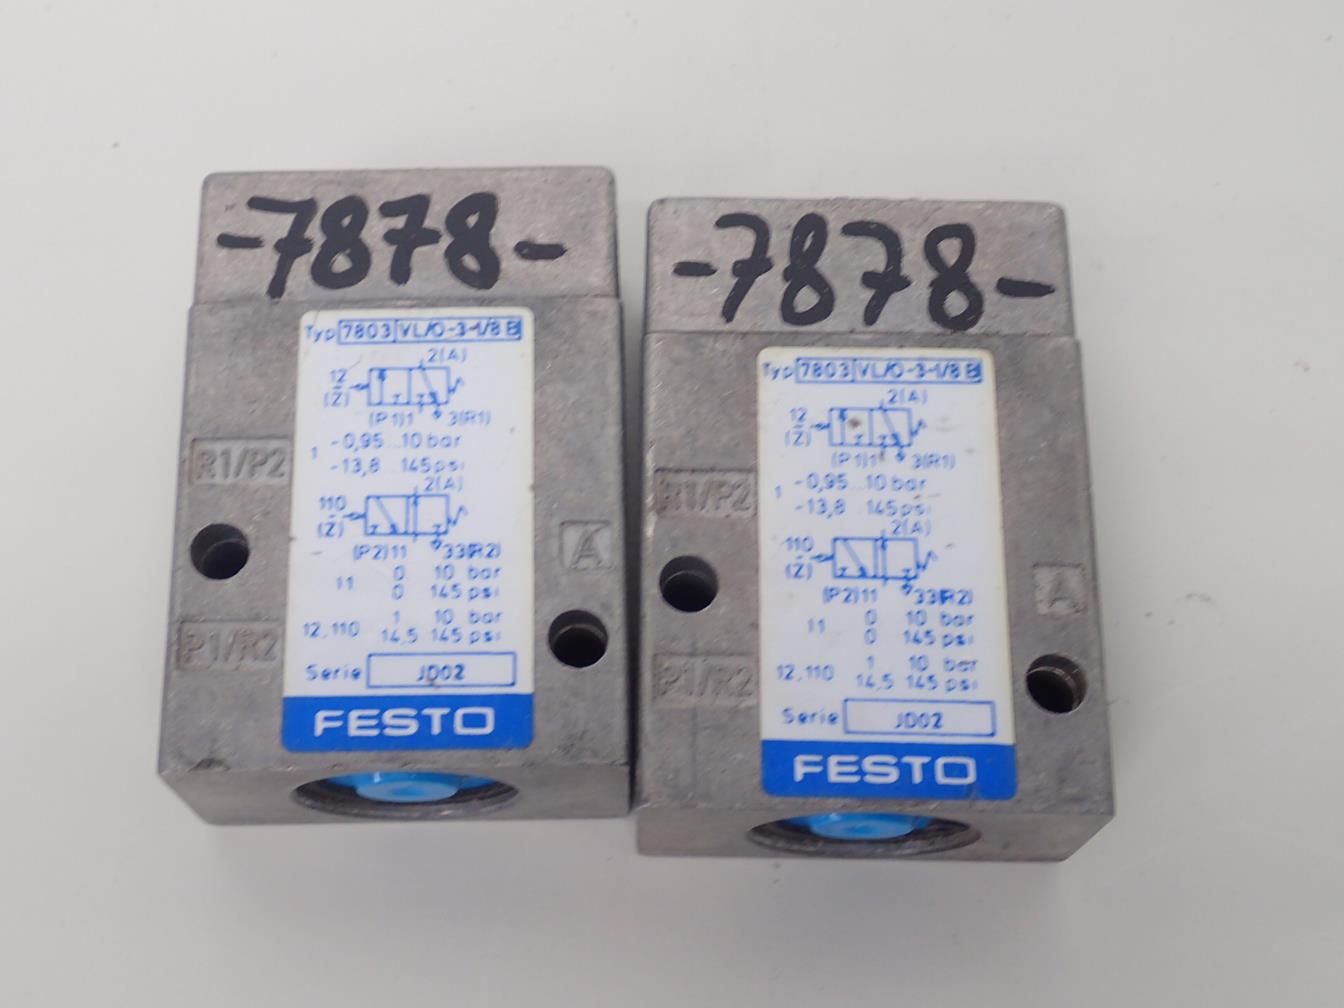 -7878-
Typ 7803 VL/O-3-1/8 B
2(A)
12
(Z)
(P1)1 3(R1)
1 -0,95...10 bar
-13,8...145 psi
2(A)
110
(Z)
(P2)11 33(R2)
11 0 10 bar
0 145 psi
12,110 1 10 bar
14,5 145 psi
Serie JD02
FESTO
R1/P2
A
P1/R2
-7878-
Typ 7803 VL/O-3-1/8 B
2(A)
12
(Z)
(P1)1 3(R1)
1 -0,95...10 bar
-13,8...145 psi
2(A)
110
(Z)
(P2)11 33(R2)
11 0 10 bar
0 145 psi
12,110 1 10 bar
14,5 145 psi
Serie JD02
FESTO
R1/P2
A
P1/R2